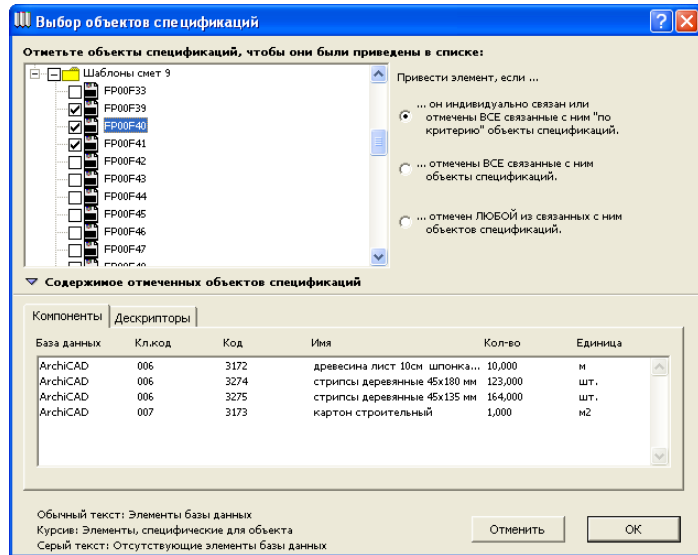 Выбор объектов спецификаций
Отметьте объекты спецификаций, чтобы они были приведены в списке:
Шаблоны смет 9
FP00F33
FP00F39
FP00F40
FP00F41
FP00F42
FP00F43
FP00F44
FP00F45
FP00F46
FP00F47
Привести элемент, если ...
... он индивидуально связан или
отмечены ВСЕ связанные с ним "по
критерию" объекты спецификаций.
... отмечены ВСЕ связанные с ним
объекты спецификаций.
... отмечен ЛЮБОЙ из связанных с ним
объектов спецификаций.
Содержимое отмеченных объектов спецификаций
Компоненты Дескрипторы
База данных Кл.код Код Имя Кол-во Единица
ArchiCAD 006 3172 древесина лист 10см шпонка... 10,000 м
ArchiCAD 006 3274 стрипсы деревянные 45x180 мм 123,000 шт.
ArchiCAD 006 3275 стрипсы деревянные 45x135 мм 164,000 шт.
ArchiCAD 007 3173 картон строительный 1,000 м2
Обычный текст: Элементы базы данных
Курсив: Элементы, специфические для объекта
Серый текст: Отсутствующие элементы базы данных
Отменить OK